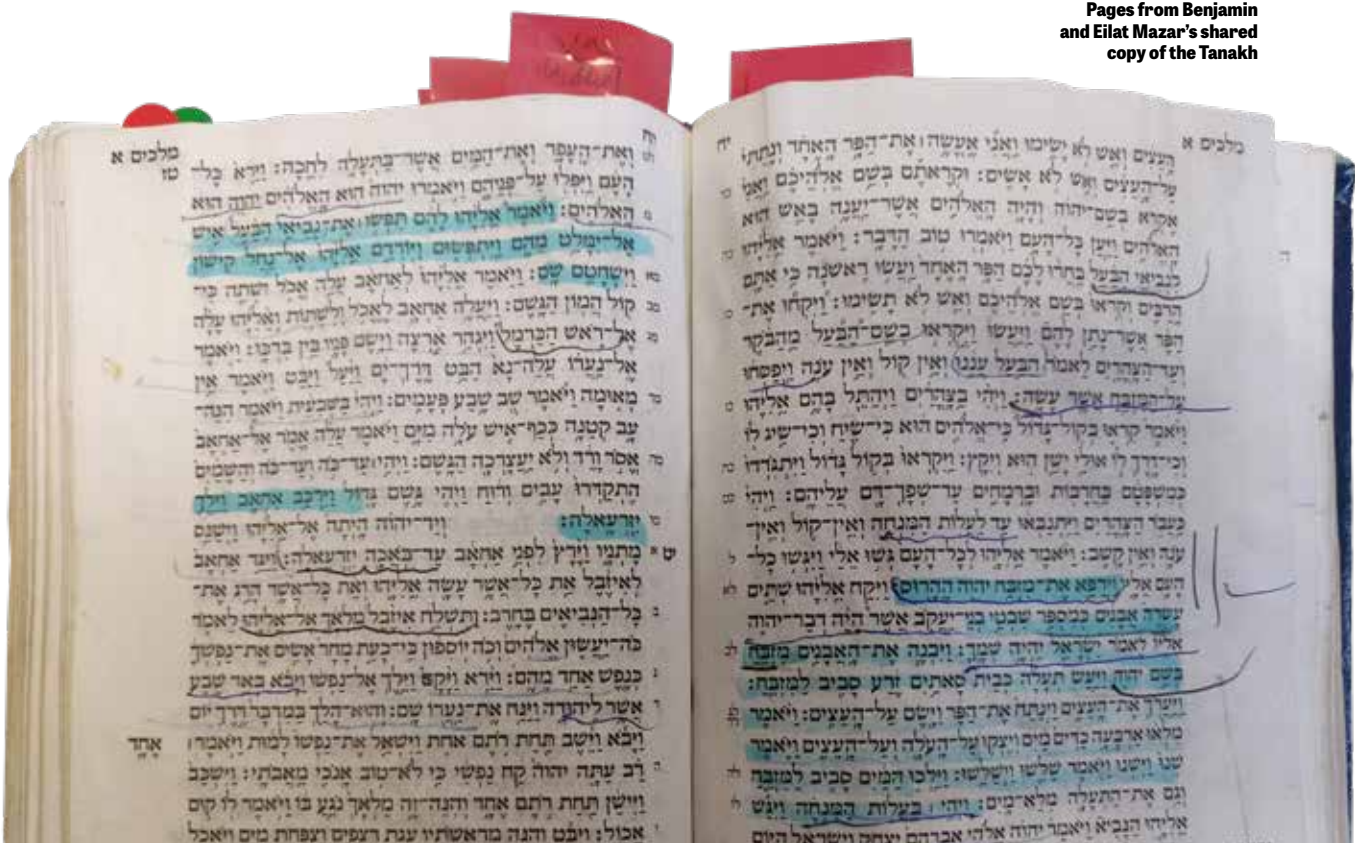 Pages from Benjamin
and Eilat Mazar's shared
copy of the Tanakh
מלכים א
יח
העצים ואש לא ישימו ואני אעשה את־הפר האחד ונתתי
על־העצים ואש לא אשים: וקראתם בשם אלהיכם ואני
אקרא בשם־יהוה והיה האלהים אשר־יענה באש הוא
האלהים ויען כל־העם ויאמרו טוב הדבר: ויאמר אליהו
לנביאי הבעל בחרו לכם הפר האחד ועשו ראשנה כי אתם
הרבים וקראו בשם אלהיכם ואש לא תשימו: ויקחו את־
הפר אשר־נתן להם ויעשו ויקראו בשם־הבעל מהבקר
ועד־הצהרים לאמר הבעל עננו ואין קול ואין ענה ויפסחו
על־המזבח אשר עשה: ויהי בצהרים ויהתל בהם אליהו
ויאמר קראו בקול־גדול כי־אלהים הוא כי־שיח וכי־שיג לו
וכי־דרך לו אולי ישן הוא ויקץ: ויקראו בקול גדול ויתגדדו
כמשפטם בחרבות וברמחים עד־שפך־דם עליהם: ויהי
כעבר הצהרים ויתנבאו עד לעלות המנחה ואין־קול ואין־
ענה ואין קשב: ויאמר אליהו לכל־העם גשו אלי ויגשו כל־
העם אליו וירפא את־מזבח יהוה ההרוס: ויקח אליהו שתים
עשרה אבנים כמספר שבטי בני־יעקב אשר היה דבר־יהוה
אליו לאמר ישראל יהיה שמך: ויבנה את־האבנים מזבח
בשם יהוה ויעש תעלה כבית סאתים זרע סביב למזבח:
ויערך את־העצים וינתח את־הפר וישם על־העצים: ויאמר
מלאו ארבעה כדים מים ויצקו על־העלה ועל־העצים ויאמר
שנו וישנו ויאמר שלשו וישלשו: וילכו המים סביב למזבח
וגם את־התעלה מלא־מים: ויהי בעלות המנחה ויגש
אליהו הנביא ויאמר יהוה אלהי אברהם יצחק וישראל היום
יח
מלכים א
ואת־העפר ואת־המים אשר־בתעלה לחכה: וירא כל־
העם ויפלו על־פניהם ויאמרו יהוה הוא האלהים יהוה הוא
האלהים: ויאמר אליהו להם תפשו את־נביאי הבעל איש
אל־ימלט מהם ויתפשום ויורדם אליהו אל־נחל קישון
וישחטם שם: ויאמר אליהו לאחאב עלה אכל ושתה כי־
קול המון הגשם: ויעלה אחאב לאכל ולשתות ואליהו עלה
אל־ראש הכרמל ויגהר ארצה וישם פניו בין ברכו: ויאמר
אל־נערו עלה־נא הבט דרך־ים ויעל ויבט ויאמר אין
מאומה ויאמר שב שבע פעמים: ויהי בשבעית ויאמר הנה־
עב קטנה ככף־איש עלה מים ויאמר עלה אמר אל־אחאב
אסר ורד ולא יעצרכה הגשם: ויהי עד־כה ועד־כה והשמים
התקדרו עבים ורוח ויהי גשם גדול וירכב אחאב וילך
יזרעאלה: ויד־יהוה היתה אל־אליהו וישנס
יט מתניו וירץ לפני אחאב עד־באכה יזרעאלה: ויגד אחאב
לאיזבל את כל־אשר עשה אליהו ואת כל־אשר הרג את־
כל־הנביאים בחרב: ותשלח איזבל מלאך אל־אליהו לאמר
כה־יעשון אלהים וכה יוספון כי־כעת מחר אשים את־נפשך
כנפש אחד מהם: וירא ויקם וילך אל־נפשו ויבא באר שבע
אשר ליהודה וינח את־נערו שם: והוא־הלך במדבר דרך יום
ויבא וישב תחת רתם אחת וישאל את־נפשו למות ויאמר אחד
רב עתה יהוה קח נפשי כי לא־טוב אנכי מאבתי: וישכב
ויישן תחת רתם אחד והנה־זה מלאך נגע בו ויאמר לו קום
אכול: ויבט והנה מראשתיו עגת רצפים וצפחת מים ויאכל